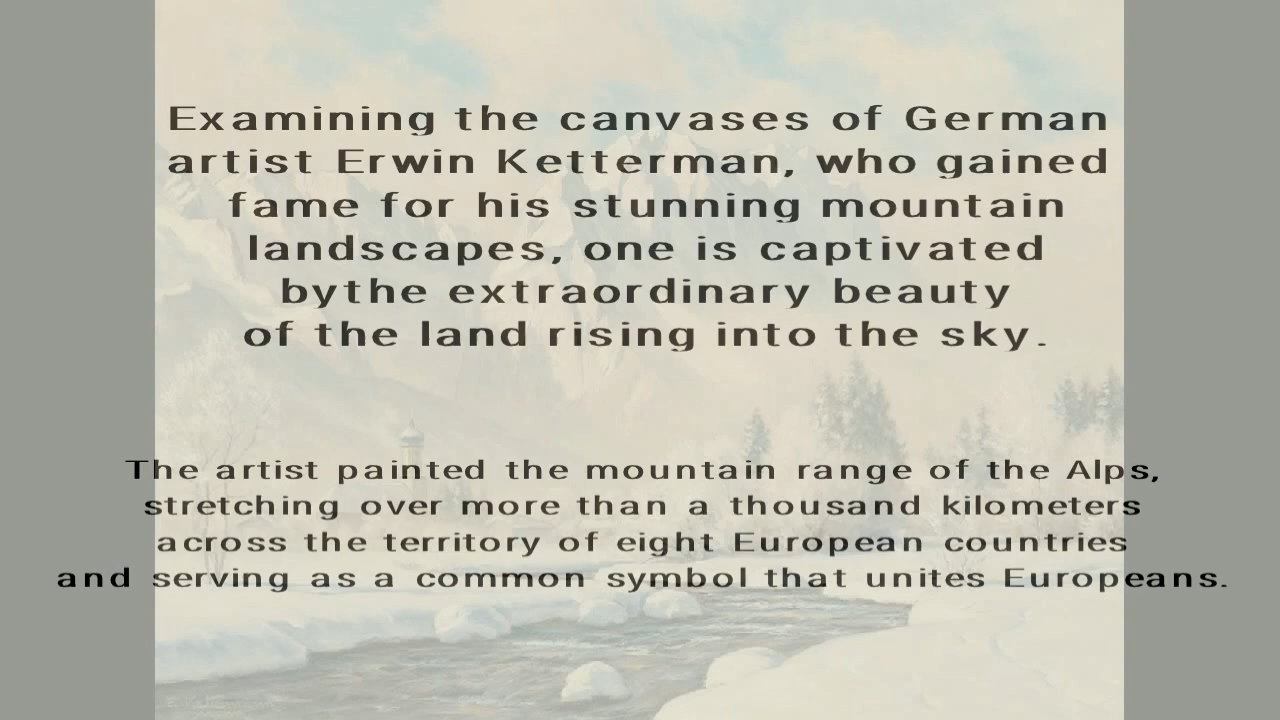 Examining the canvases of German
artist Erwin Ketterman, who gained
fame for his stunning mountain
landscapes, one is captivated
bythe extraordinary beauty
of the land rising into the sky.
The artist painted the mountain range of the Alps,
stretching over more than a thousand kilometers
across the territory of eight European countries
and serving as a common symbol that unites Europeans.